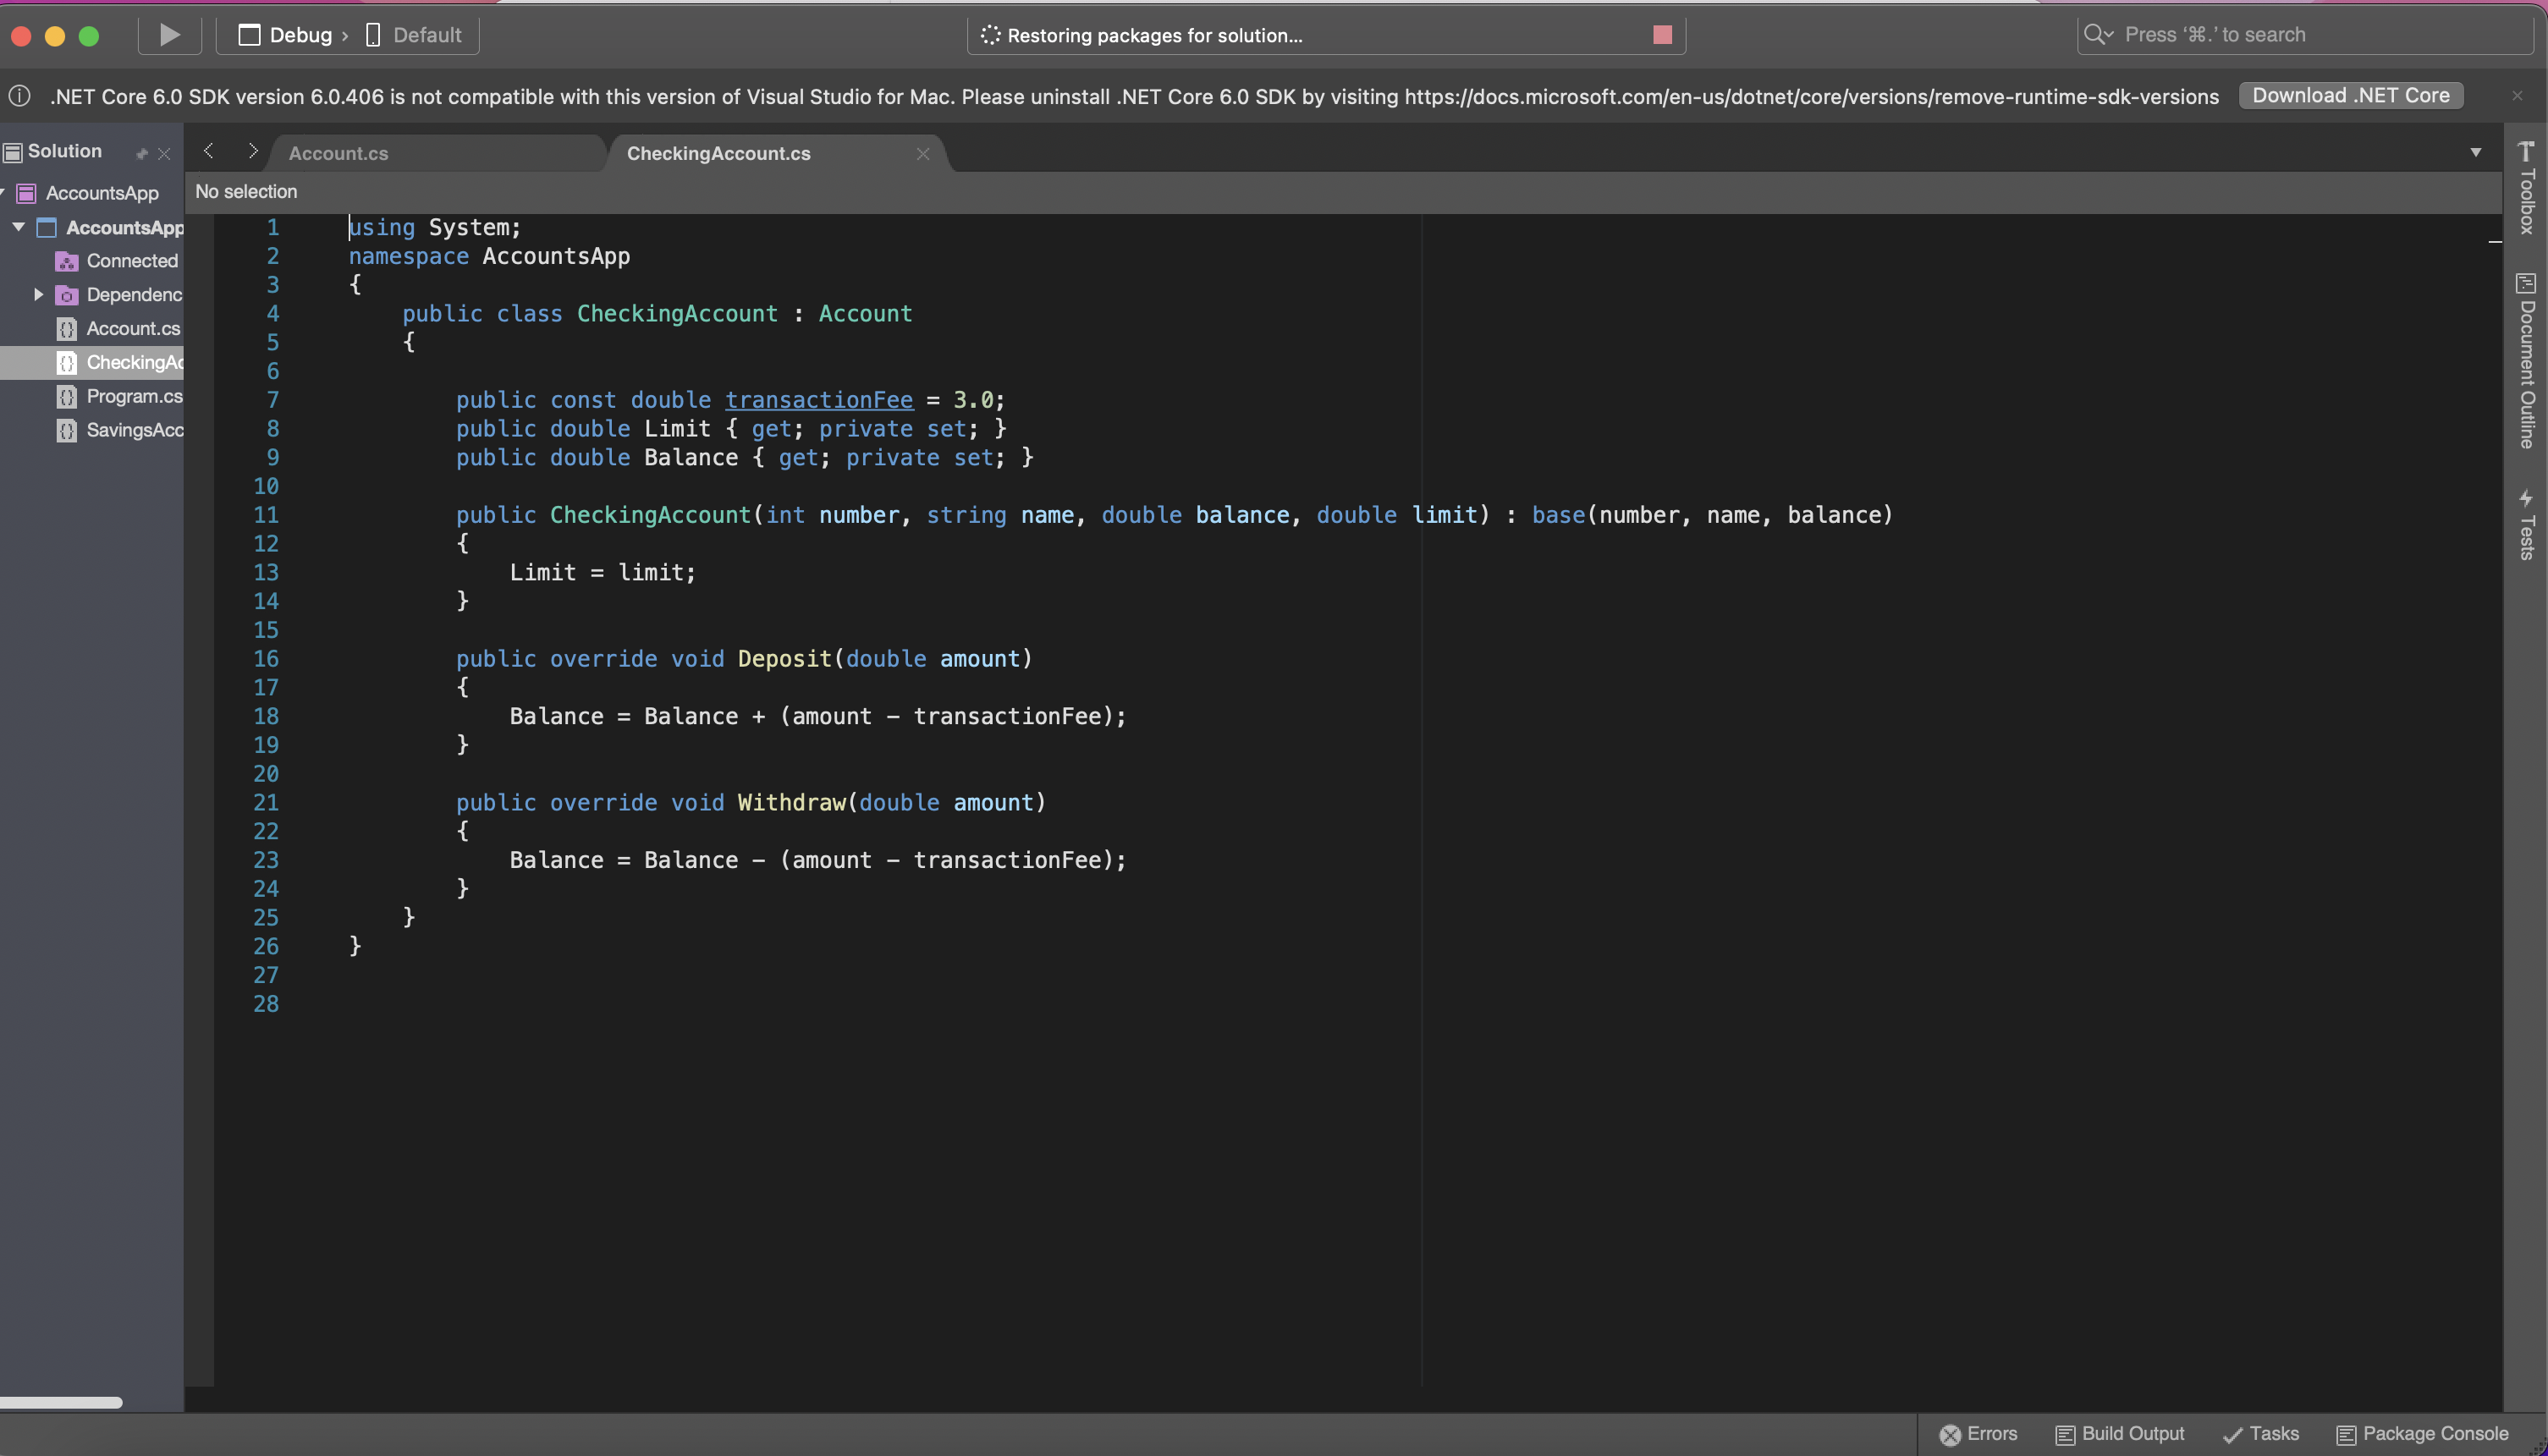 Debug › Default
Restoring packages for solution...
Press ‘⌘.’ to search
.NET Core 6.0 SDK version 6.0.406 is not compatible with this version of Visual Studio for Mac. Please uninstall .NET Core 6.0 SDK by visiting https://docs.microsoft.com/en-us/dotnet/core/versions/remove-runtime-sdk-versions
Download .NET Core
Solution
AccountsApp
AccountsApp
Connected
Dependenc
Account.cs
CheckingAc
Program.cs
SavingsAcc
Account.cs
CheckingAccount.cs
No selection
1 using System;
2 namespace AccountsApp
3 {
4     public class CheckingAccount : Account
5     {
6
7         public const double transactionFee = 3.0;
8         public double Limit { get; private set; }
9         public double Balance { get; private set; }
10
11         public CheckingAccount(int number, string name, double balance, double limit) : base(number, name, balance)
12         {
13             Limit = limit;
14         }
15
16         public override void Deposit(double amount)
17         {
18             Balance = Balance + (amount - transactionFee);
19         }
20
21         public override void Withdraw(double amount)
22         {
23             Balance = Balance - (amount - transactionFee);
24         }
25     }
26 }
27
28
Toolbox
Document Outline
Tests
Errors
Build Output
Tasks
Package Console